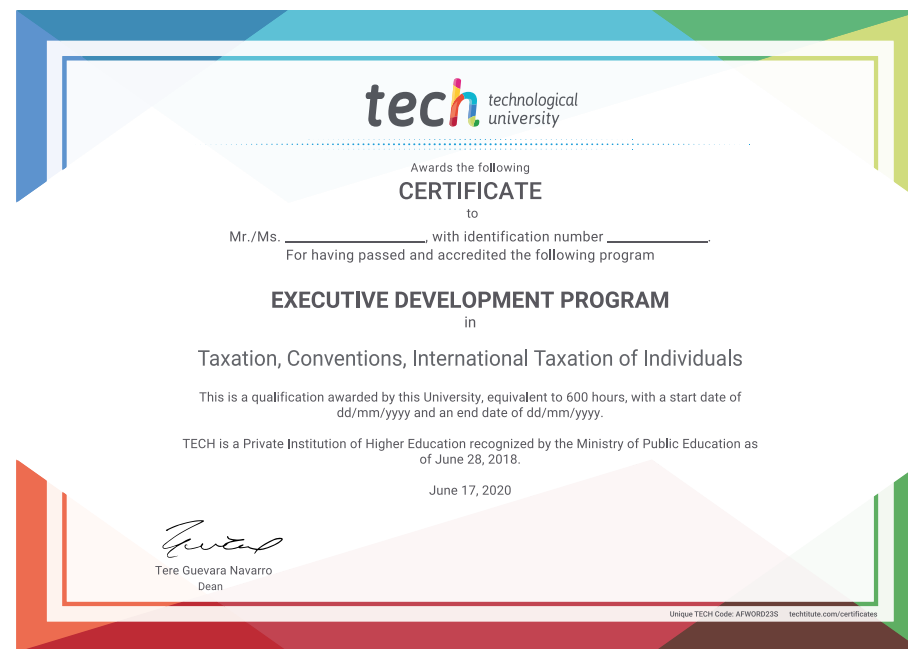 tech technological
university
Awards the following
CERTIFICATE
to
Mr./Ms. ____________________, with identification number __________________.
For having passed and accredited the following program
EXECUTIVE DEVELOPMENT PROGRAM
in
Taxation, Conventions, International Taxation of Individuals
This is a qualification awarded by this University, equivalent to 600 hours, with a start date of
dd/mm/yyyy and an end date of dd/mm/yyyy.
TECH is a Private Institution of Higher Education recognized by the Ministry of Public Education as
of June 28, 2018.
June 17, 2020
Tere Guevara Navarro
Dean
Unique TECH Code: AFWORD23S techtitute.com/certificates